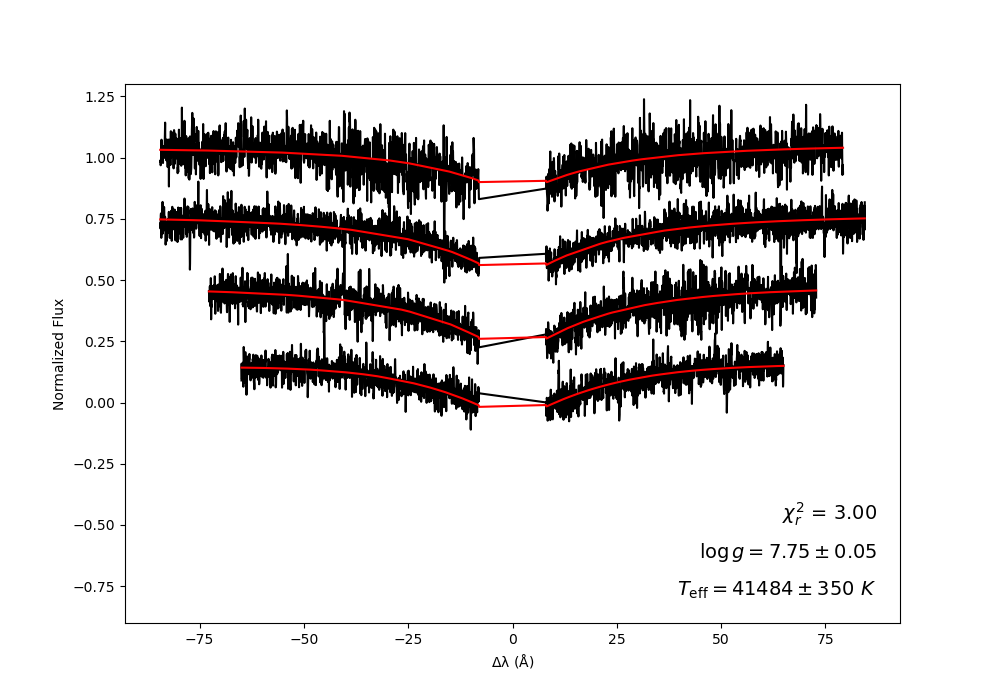 Normalized Flux
1.25
1.00
0.75
0.50
0.25
0.00
−0.25
−0.50
−0.75
χ²ᵣ = 3.00
log g = 7.75 ± 0.05
T_eff = 41484 ± 350 K
−75 −50 −25 0 25 50 75
Δλ (Å)